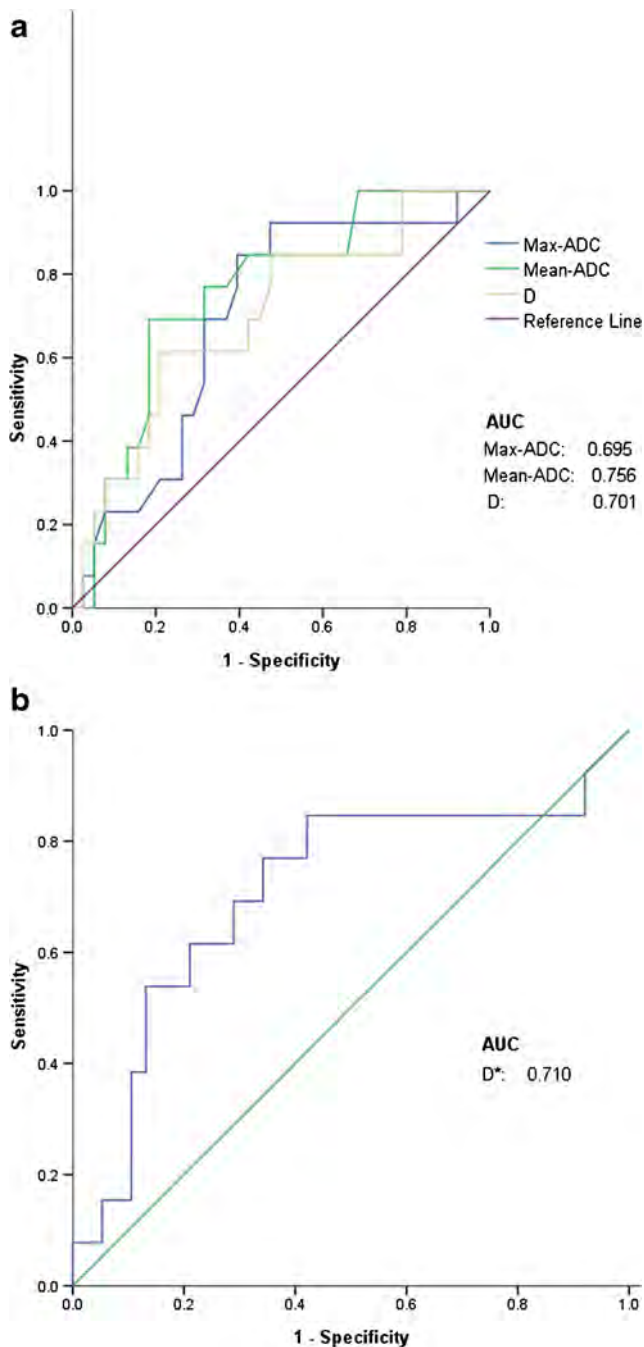 a
1.0
0.8
0.6
0.4
0.2
0.0
Sensitivity
0.0 0.2 0.4 0.6 0.8 1.0
1 - Specificity
Max-ADC
Mean-ADC
D
Reference Line
AUC
Max-ADC: 0.695
Mean-ADC: 0.756
D: 0.701
b
1.0
0.8
0.6
0.4
0.2
0.0
Sensitivity
0.0 0.2 0.4 0.6 0.8 1.0
1 - Specificity
AUC
D*: 0.710